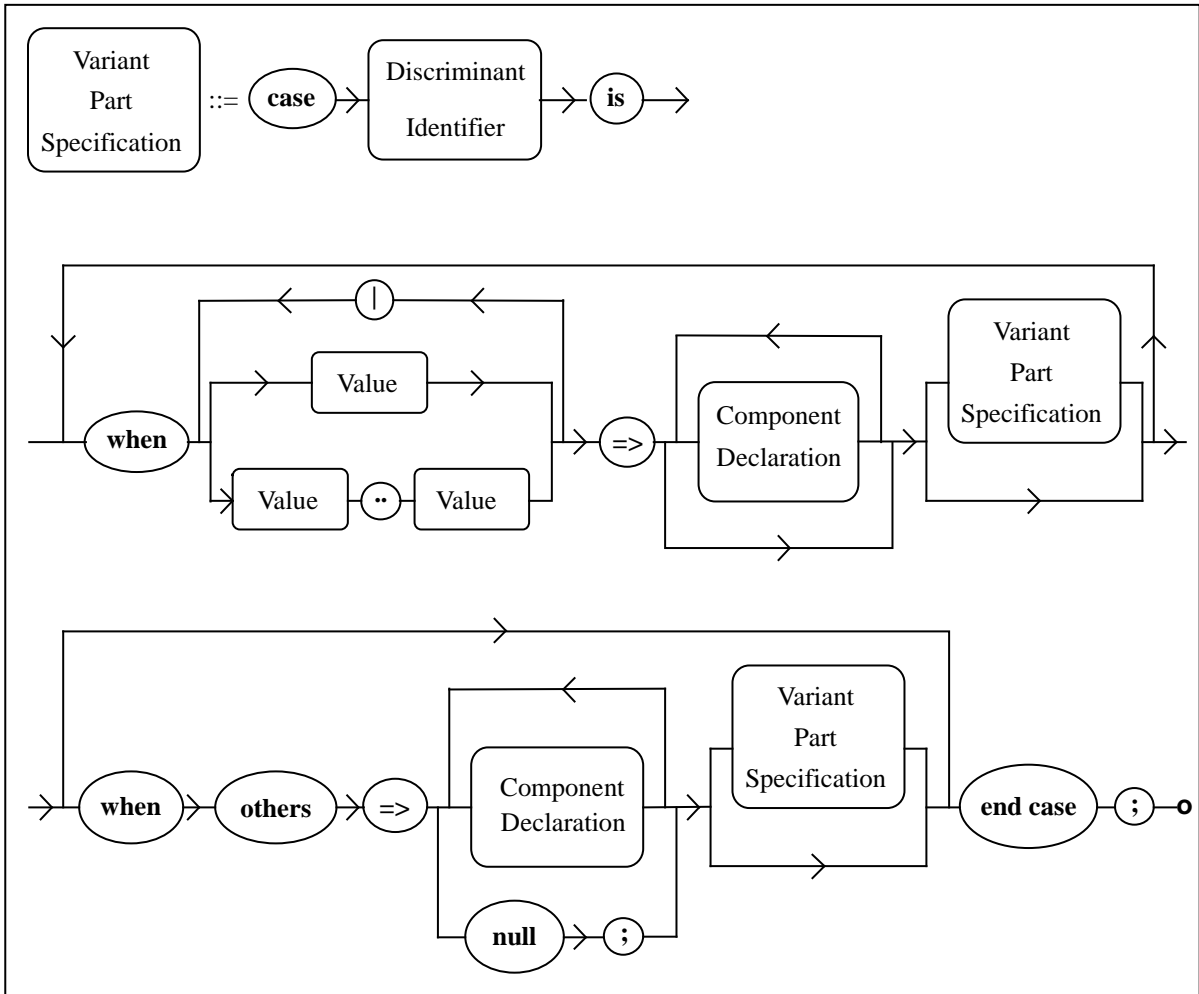 Variant
Part
Specification
::=
case
Discriminant
Identifier
is
|
Value
Value
..
Value
when
=>
Component
Declaration
Variant
Part
Specification
when
others
=>
Component
Declaration
null
;
Variant
Part
Specification
end case
;